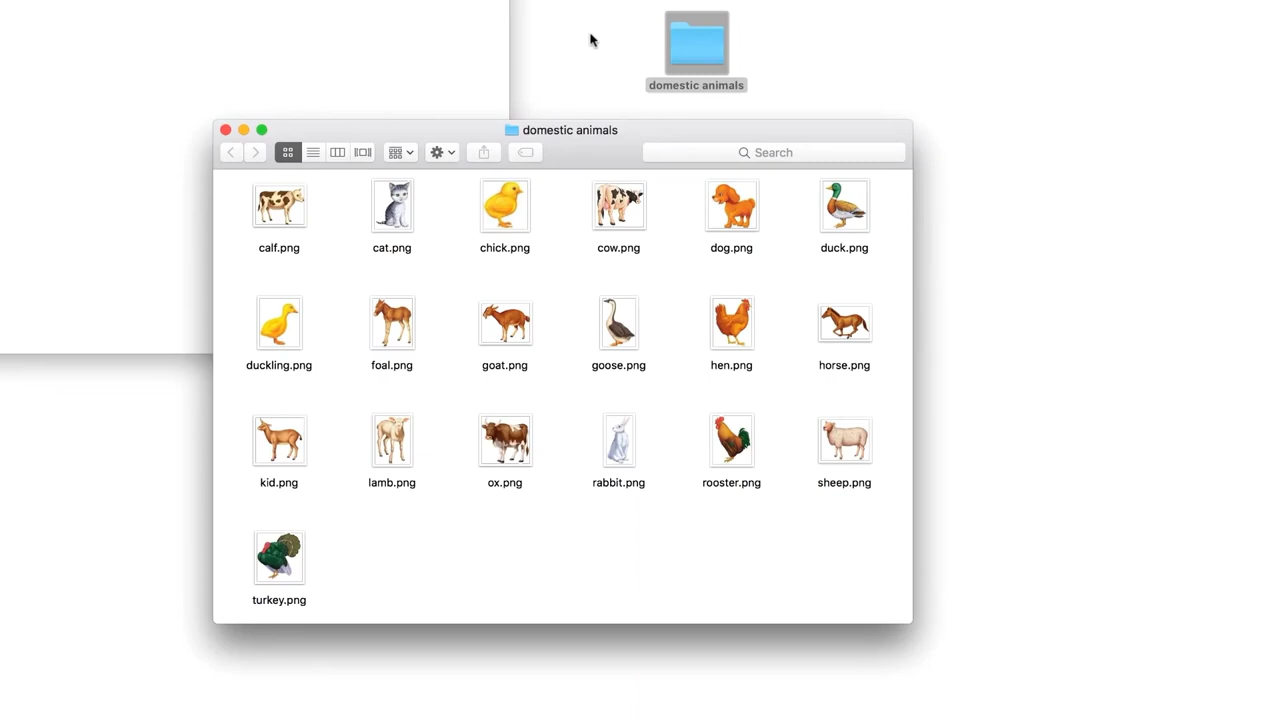 domestic animals
domestic animals
Search
calf.png
cat.png
chick.png
cow.png
dog.png
duck.png
duckling.png
foal.png
goat.png
goose.png
hen.png
horse.png
kid.png
lamb.png
ox.png
rabbit.png
rooster.png
sheep.png
turkey.png